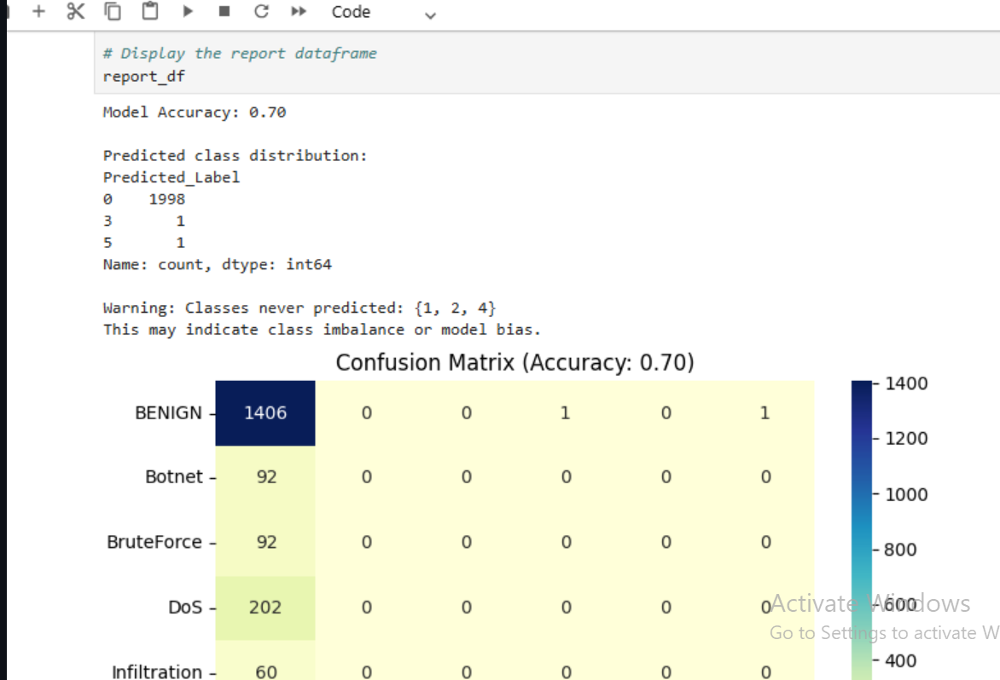 Code
# Display the report dataframe
report_df
Model Accuracy: 0.70
Predicted class distribution:
Predicted_Label
0 1998
3 1
5 1
Name: count, dtype: int64
Warning: Classes never predicted: {1, 2, 4}
This may indicate class imbalance or model bias.
Confusion Matrix (Accuracy: 0.70)
BENIGN 1406 0 0 1 0 1
Botnet 92 0 0 0 0 0
BruteForce 92 0 0 0 0 0
DoS 202 0 0 0 0 0
Infiltration 60 0 0 0 0 0
1400
1200
1000
800
600
400
Activate Windows
Go to Settings to activate W